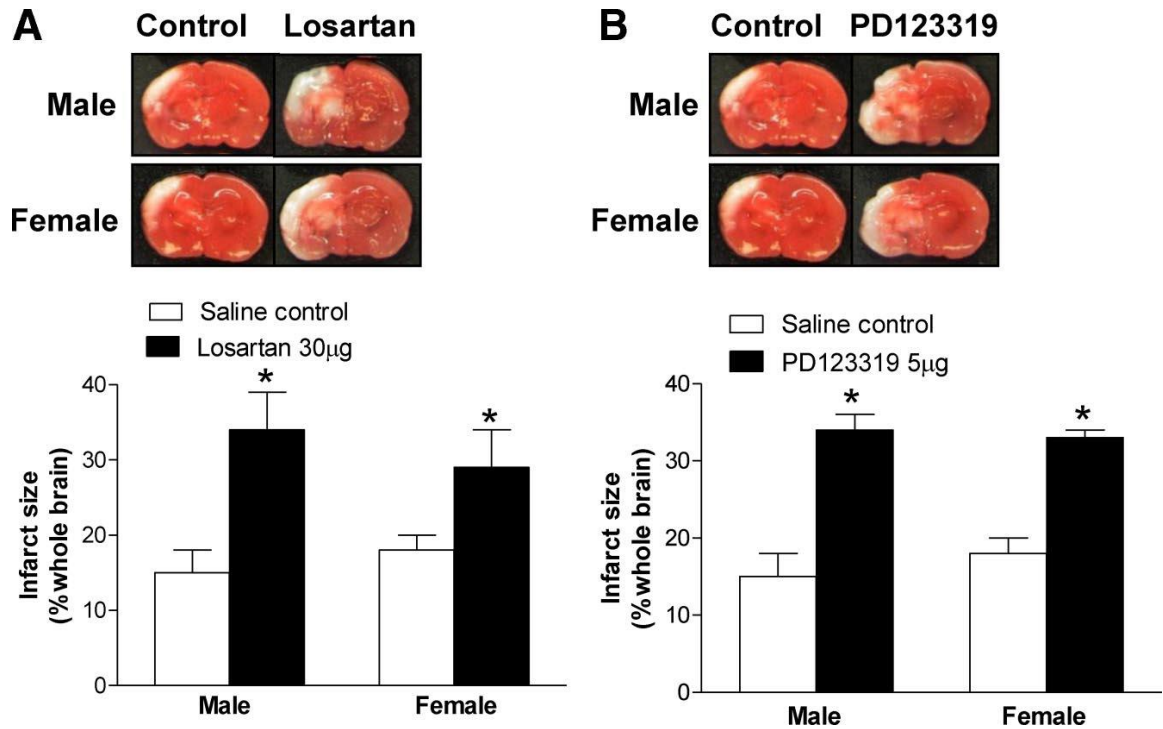 A
Control Losartan
Male
Female
Saline control
Losartan 30μg
40
30
20
10
0
Infarct size
(%whole brain)
*
*
Male Female
B
Control PD123319
Male
Female
Saline control
PD123319 5μg
40
30
20
10
0
Infarct size
(%whole brain)
*
*
Male Female